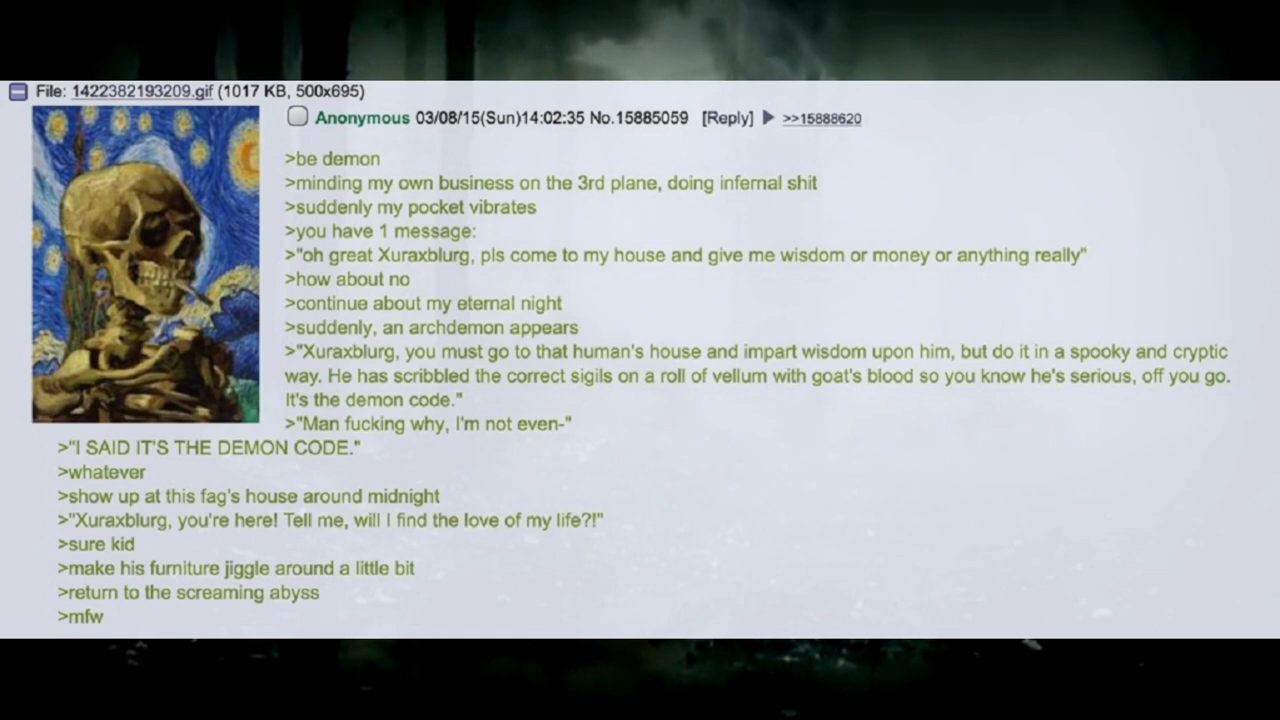 File: 1422382193209.gif (1017 KB, 500x695)
Anonymous 03/08/15(Sun)14:02:35 No.15885059 [Reply] ▶ >>15888620
>be demon
>minding my own business on the 3rd plane, doing infernal shit
>suddenly my pocket vibrates
>you have 1 message:
>"oh great Xuraxblurg, pls come to my house and give me wisdom or money or anything really"
>how about no
>continue about my eternal night
>suddenly, an archdemon appears
>"Xuraxblurg, you must go to that human's house and impart wisdom upon him, but do it in a spooky and cryptic
way. He has scribbled the correct sigils on a roll of vellum with goat's blood so you know he's serious, off you go.
It's the demon code."
>"Man fucking why, I'm not even-"
>"I SAID IT'S THE DEMON CODE."
>whatever
>show up at this fag's house around midnight
>"Xuraxblurg, you're here! Tell me, will I find the love of my life?!"
>sure kid
>make his furniture jiggle around a little bit
>return to the screaming abyss
>mfw